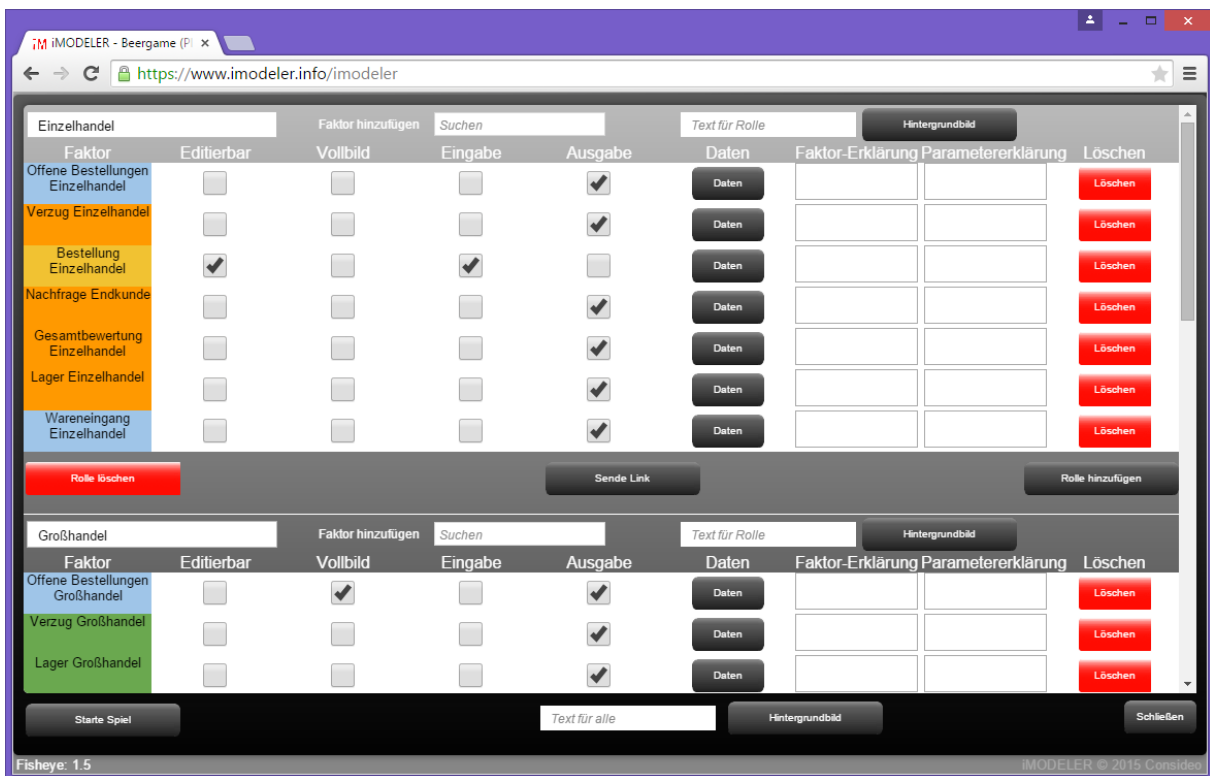 iM iMODELER - Beergame (Pl
https://www.imodeler.info/imodeler
Einzelhandel Faktor hinzufügen Suchen Text für Rolle Hintergrundbild
Faktor Editierbar Vollbild Eingabe Ausgabe Daten Faktor-Erklärung Parametererklärung Löschen
Offene Bestellungen
Einzelhandel Daten Löschen
Verzug Einzelhandel
Daten Löschen
Bestellung
Einzelhandel Daten Löschen
Nachfrage Endkunde
Daten Löschen
Gesamtbewertung
Einzelhandel Daten Löschen
Lager Einzelhandel
Daten Löschen
Wareneingang
Einzelhandel Daten Löschen
Rolle löschen Sende Link Rolle hinzufügen
Großhandel Faktor hinzufügen Suchen Text für Rolle Hintergrundbild
Faktor Editierbar Vollbild Eingabe Ausgabe Daten Faktor-Erklärung Parametererklärung Löschen
Offene Bestellungen
Großhandel Daten Löschen
Verzug Großhandel
Daten Löschen
Lager Großhandel
Daten Löschen
Starte Spiel Text für alle Hintergrundbild Schließen
Fisheye: 1.5 iMODELER © 2015 Consideo